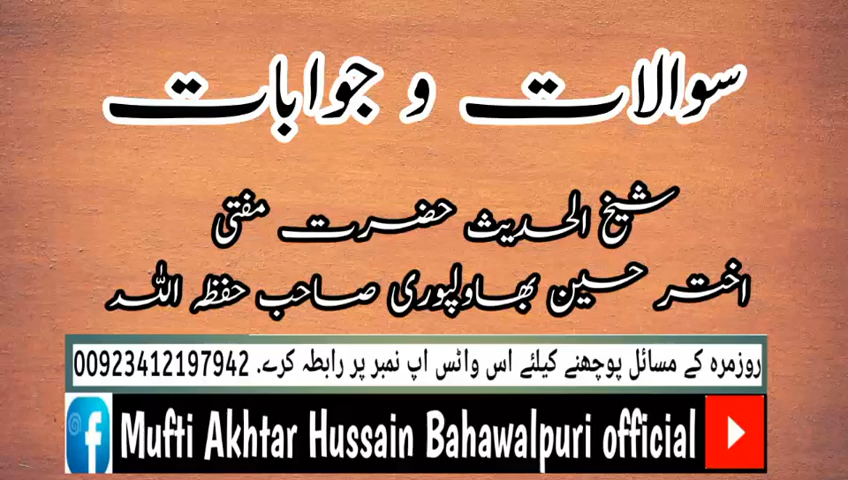 سوالات و جوابات
شیخ الحدیث حضرت مفتی
اختر حسین بھاولپوری صاحب حفظہ اللہ
روزمرہ کے مسائل پوچھنے کیلئے اس واٹس اپ نمبر پر رابطہ کرے. 00923412197942
Mufti Akhtar Hussain Bahawalpuri official